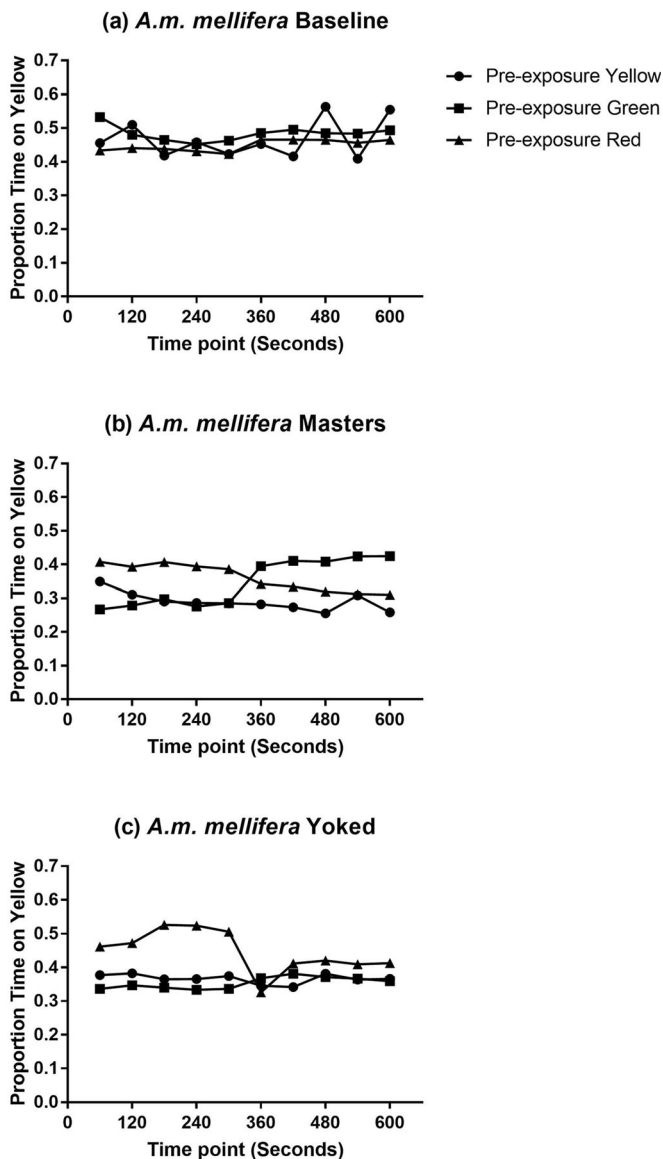 (a) A.m. mellifera Baseline
Proportion Time on Yellow
0.7
0.6
0.5
0.4
0.3
0.2
0.1
0.0
0 120 240 360 480 600
Time point (Seconds)
Pre-exposure Yellow
Pre-exposure Green
Pre-exposure Red
(b) A.m. mellifera Masters
Proportion Time on Yellow
0.7
0.6
0.5
0.4
0.3
0.2
0.1
0.0
0 120 240 360 480 600
Time point (Seconds)
(c) A.m. mellifera Yoked
Proportion Time on Yellow
0.7
0.6
0.5
0.4
0.3
0.2
0.1
0.0
0 120 240 360 480 600
Time point (Seconds)